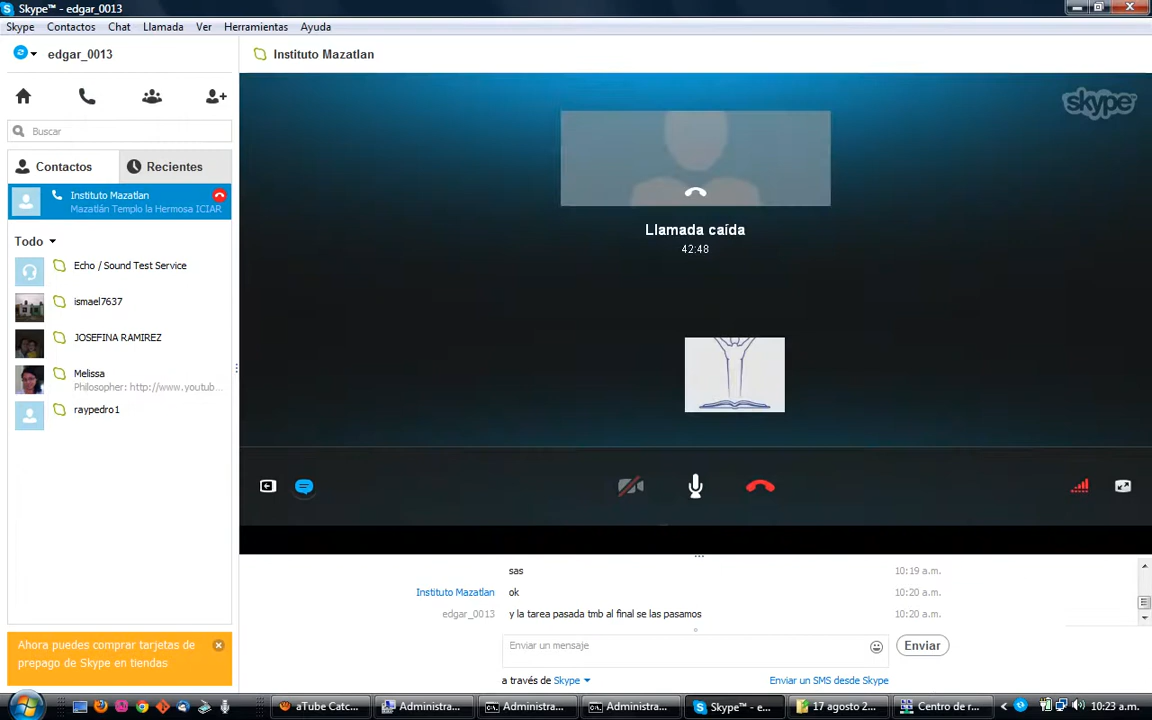 Skype™ - edgar_0013
Skype Contactos Chat Llamada Ver Herramientas Ayuda
edgar_0013
Buscar
Contactos Recientes
Instituto Mazatlan
Mazatlán Templo la Hermosa ICIAR
Todo
Echo / Sound Test Service
ismael7637
JOSEFINA RAMIREZ
Melissa
Philosopher: http://www.youtub...
raypedro1
Ahora puedes comprar tarjetas de
prepago de Skype en tiendas
Instituto Mazatlan
skype
Llamada caída
42:48
sas 10:19 a.m.
Instituto Mazatlan ok 10:20 a.m.
edgar_0013 y la tarea pasada tmb al final se las pasamos 10:20 a.m.
Enviar un mensaje
Enviar
a través de Skype
Enviar un SMS desde Skype
aTube Catc... Administra... Administra... Administra... Skype™ - e... 17 agosto 2... Centro de r... 10:23 a.m.